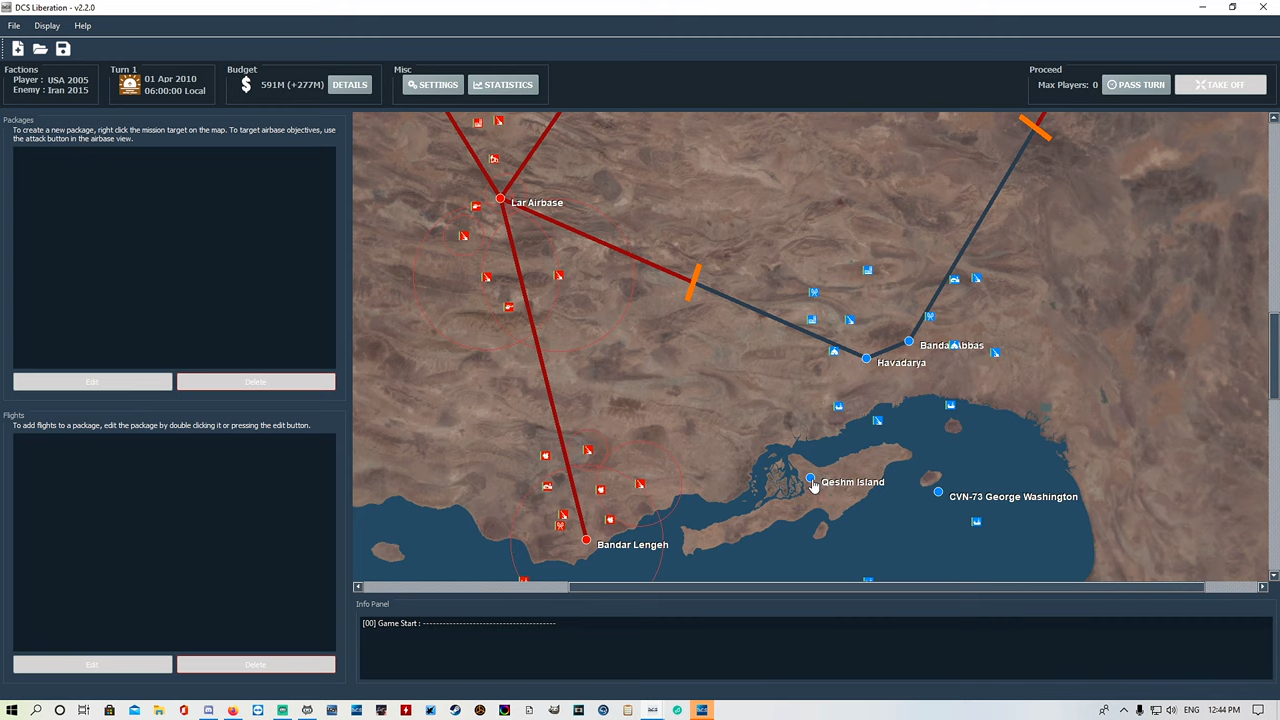 DCS Liberation - v2.2.0
File Display Help
Factions
Player : USA 2005
Enemy : Iran 2015
Turn 1
01 Apr 2010
06:00:00 Local
Budget
591M (+277M)
DETAILS
Misc
SETTINGS
STATISTICS
Proceed
Max Players: 0
PASS TURN
TAKE OFF
Packages
To create a new package, right click the mission target on the map. To target airbase objectives, use
the attack button in the airbase view.
Edit
Delete
Flights
To add flights to a package, edit the package by double clicking it or pressing the edit button.
Edit
Delete
Lar Airbase
Bandar Abbas
Havadarya
Qeshm Island
CVN-73 George Washington
Bandar Lengeh
Info Panel
[00] Game Start : ----------------------------------------
ENG 12:44 PM